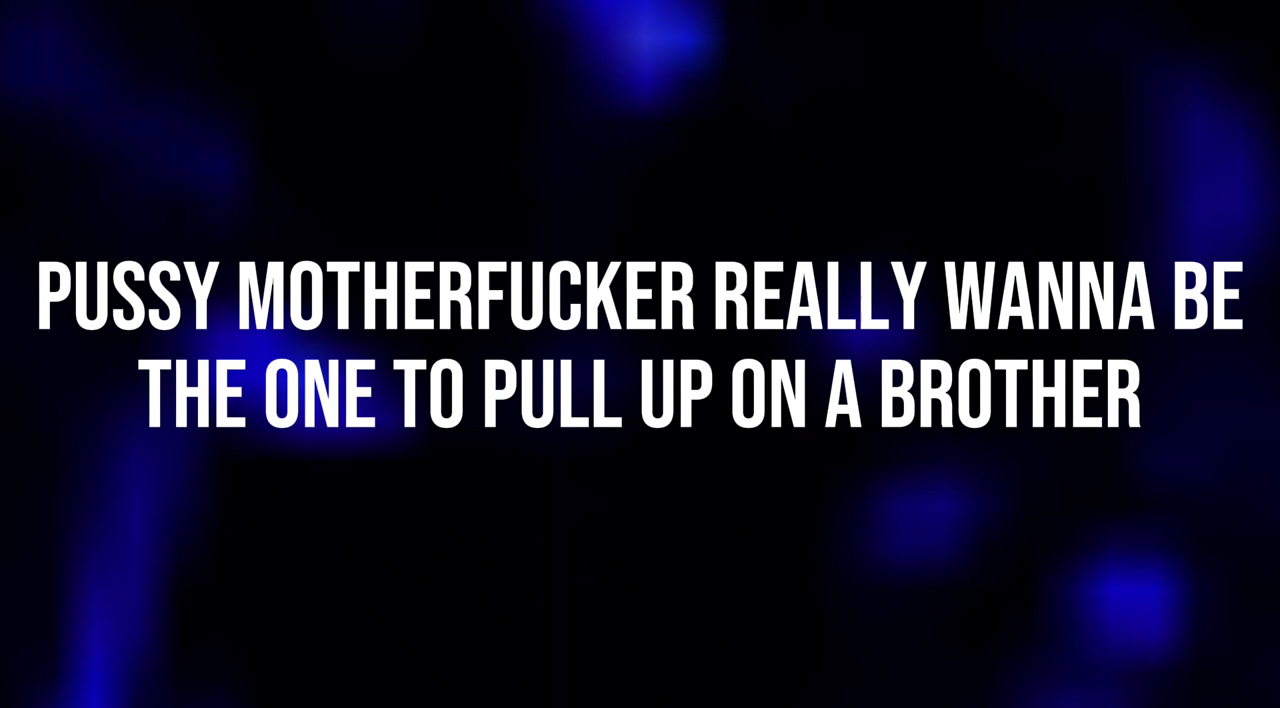 PUSSY MOTHERFUCKER REALLY WANNA BE
THE ONE TO PULL UP ON A BROTHER